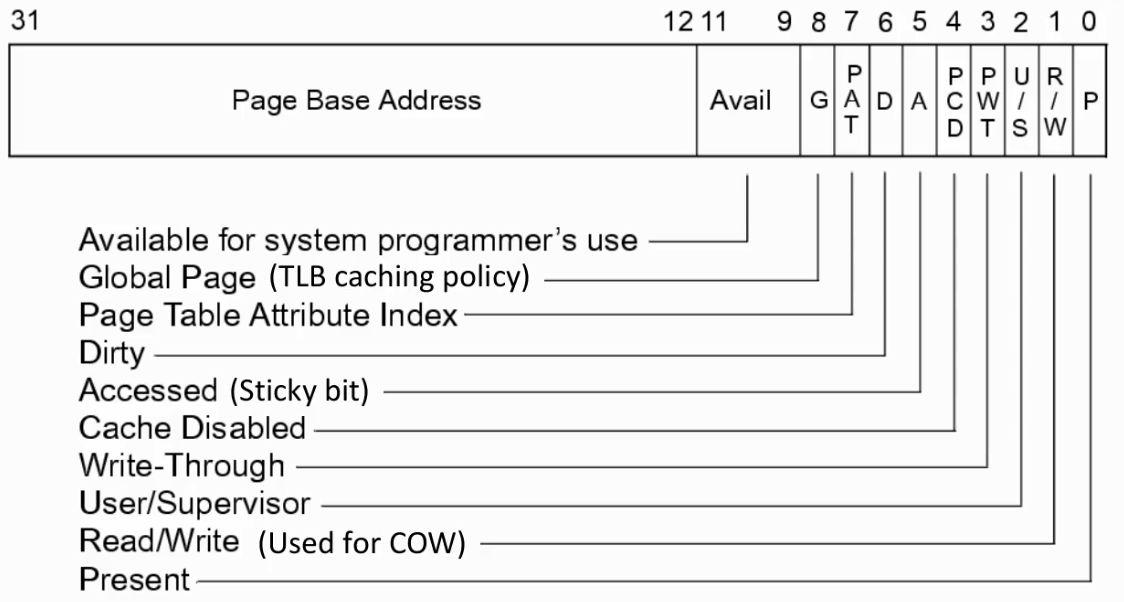 31 12 11 9 8 7 6 5 4 3 2 1 0
Page Base Address Avail G PAT D A PCD PWT U/S R/W P
Available for system programmer's use
Global Page (TLB caching policy)
Page Table Attribute Index
Dirty
Accessed (Sticky bit)
Cache Disabled
Write-Through
User/Supervisor
Read/Write (Used for COW)
Present